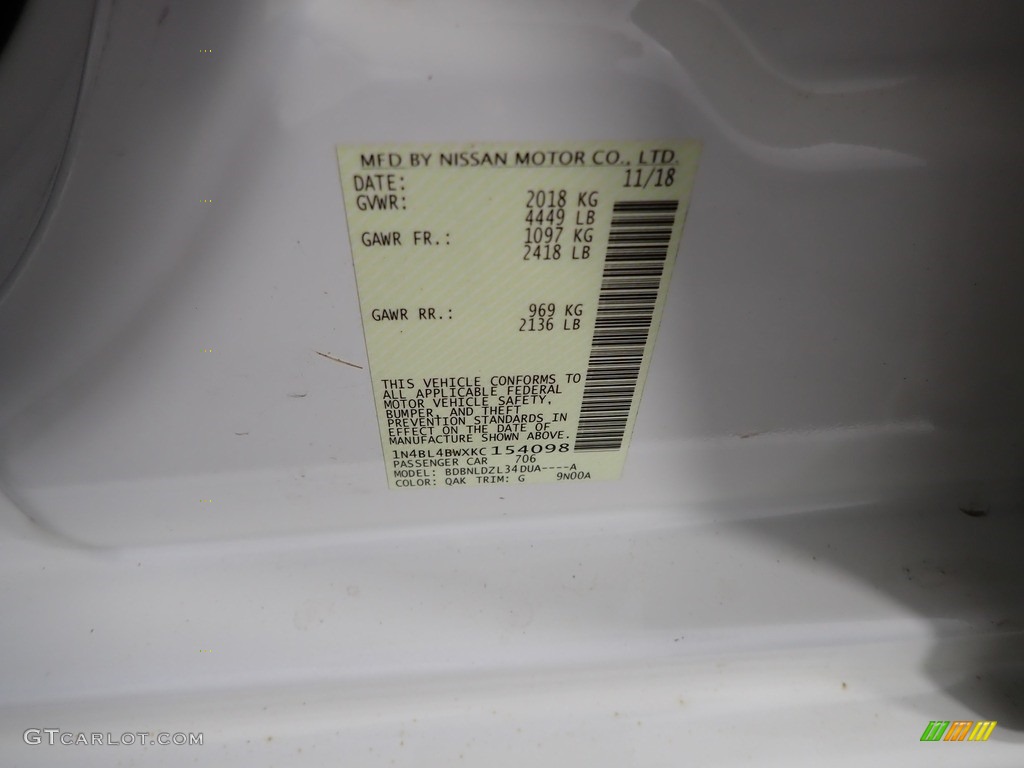 MFD BY NISSAN MOTOR CO., LTD.
DATE: 11/18
GVWR: 2018 KG
4449 LB
GAWR FR.: 1097 KG
2418 LB
GAWR RR.: 969 KG
2136 LB
THIS VEHICLE CONFORMS TO
ALL APPLICABLE FEDERAL
MOTOR VEHICLE SAFETY,
BUMPER, AND THEFT
PREVENTION STANDARDS IN
EFFECT ON THE DATE OF
MANUFACTURE SHOWN ABOVE.
1N4BL4BWXKC154098
PASSENGER CAR 706
MODEL: BDBNLDZL34DUA----A
COLOR: QAK TRIM: G 9N00A
GTCARLOT.COM